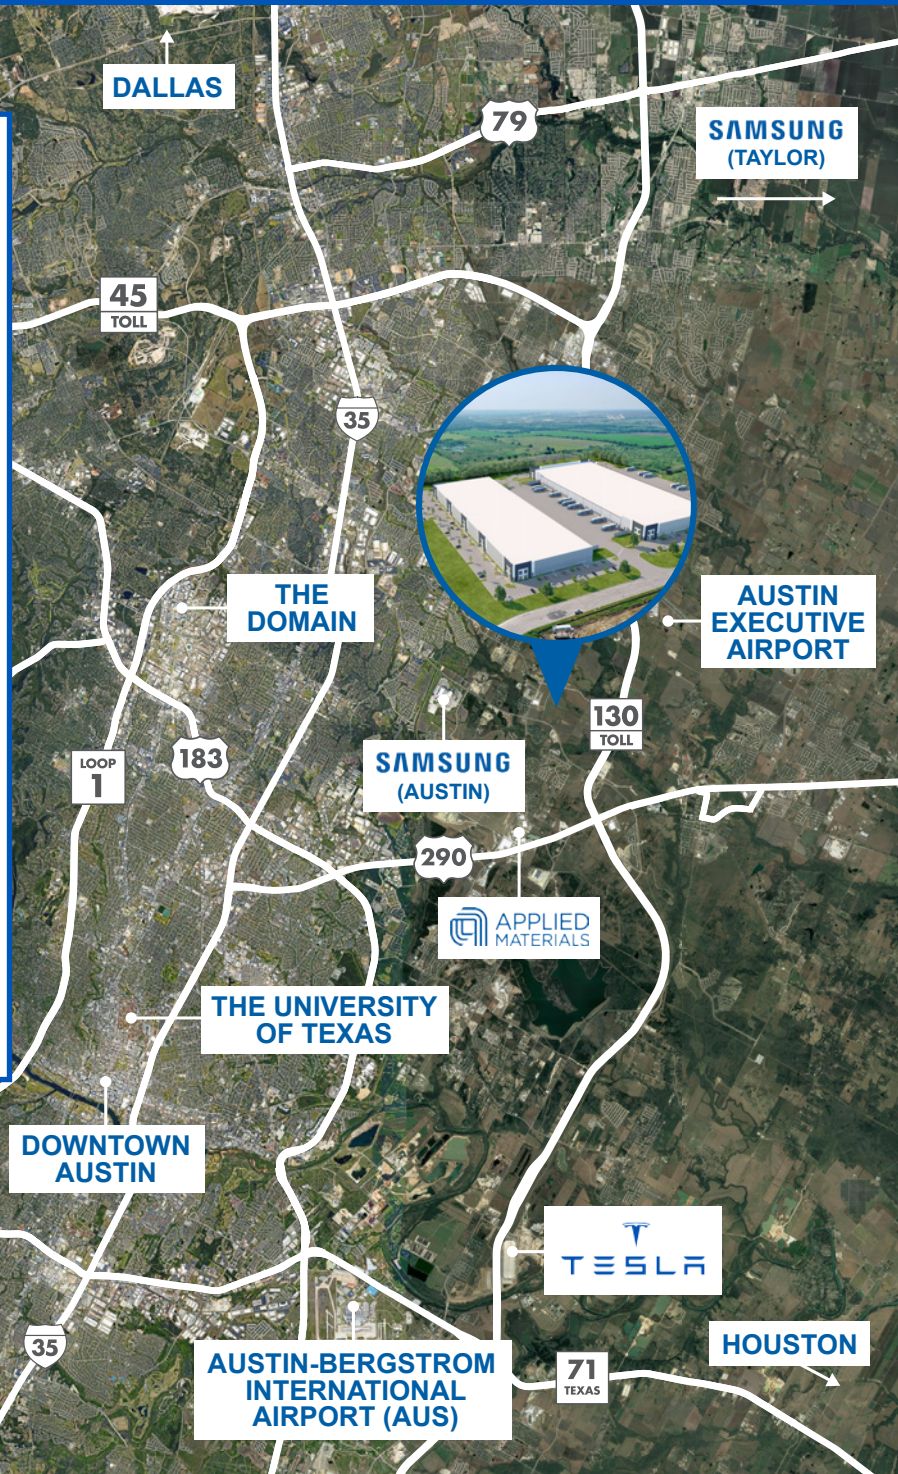 DALLAS
79
SAMSUNG
(TAYLOR)
45
TOLL
35
THE
DOMAIN
AUSTIN
EXECUTIVE
AIRPORT
130
TOLL
LOOP
1
183
SAMSUNG
(AUSTIN)
290
APPLIED
MATERIALS
THE UNIVERSITY
OF TEXAS
DOWNTOWN
AUSTIN
TESLA
35
HOUSTON
AUSTIN-BERGSTROM
INTERNATIONAL
AIRPORT (AUS)
71
TEXAS